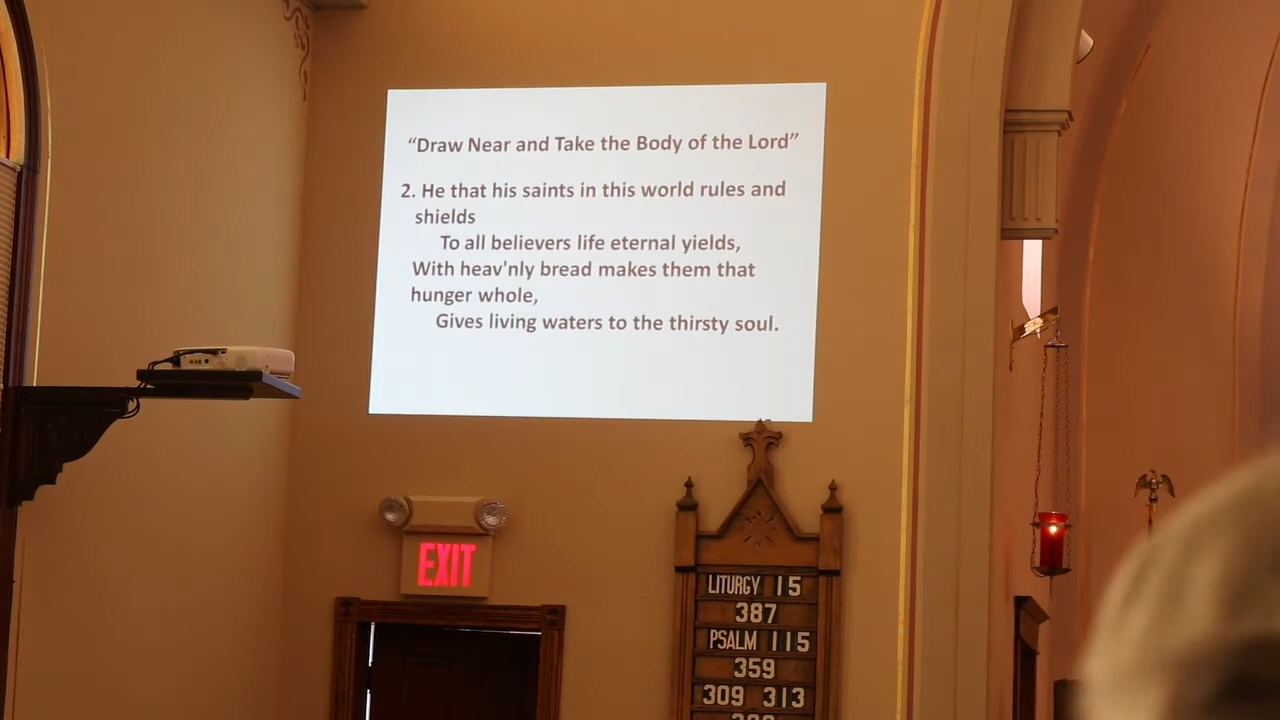 “Draw Near and Take the Body of the Lord”
2. He that his saints in this world rules and
shields
To all believers life eternal yields,
With heav'nly bread makes them that
hunger whole,
Gives living waters to the thirsty soul.
EXIT
LITURGY 15
387
PSALM 115
359
309 313